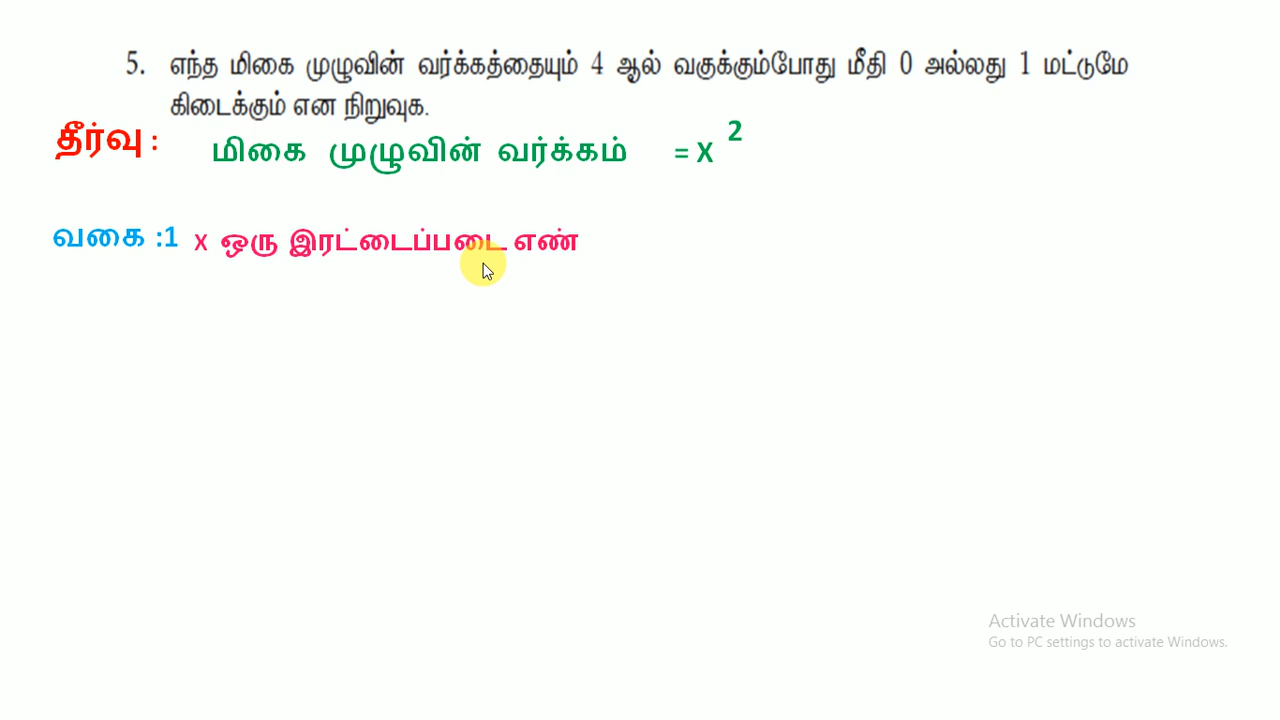 5. எந்த மிகை முழுவின் வர்க்கத்தையும் 4 ஆல் வகுக்கும்போது மீதி 0 அல்லது 1 மட்டுமே
கிடைக்கும் என நிறுவுக.
தீர்வு : மிகை முழுவின் வர்க்கம் = X²
வகை :1 x ஒரு இரட்டைப்படை எண்
Activate Windows
Go to PC settings to activate Windows.